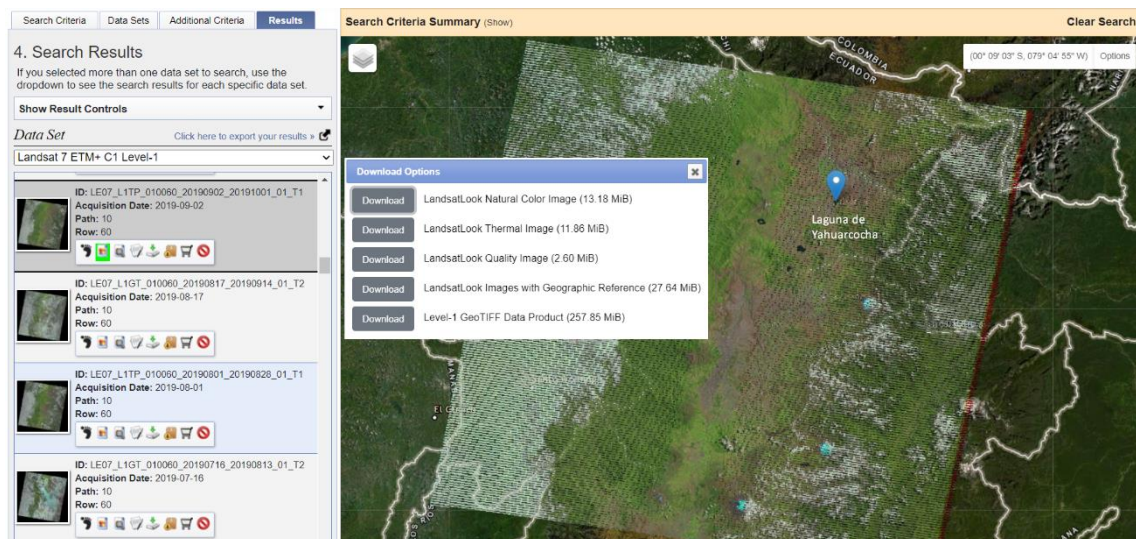 Search Criteria
Data Sets
Additional Criteria
Results
4. Search Results
If you selected more than one data set to search, use the
dropdown to see the search results for each specific data set.
Show Result Controls
Data Set
Click here to export your results »
Landsat 7 ETM+ C1 Level-1
ID: LE07_L1TP_010060_20190902_20191001_01_T1
Acquisition Date: 2019-09-02
Path: 10
Row: 60
ID: LE07_L1GT_010060_20190817_20190914_01_T2
Acquisition Date: 2019-08-17
Path: 10
Row: 60
ID: LE07_L1TP_010060_20190801_20190828_01_T1
Acquisition Date: 2019-08-01
Path: 10
Row: 60
ID: LE07_L1GT_010060_20190716_20190813_01_T2
Acquisition Date: 2019-07-16
Path: 10
Row: 60
Search Criteria Summary (Show)
Clear Search
(00° 09' 03" S, 079° 04' 55" W)
Options
COLOMBIA
ECUADOR
Download Options
Download LandsatLook Natural Color Image (13.18 MiB)
Download LandsatLook Thermal Image (11.86 MiB)
Download LandsatLook Quality Image (2.60 MiB)
Download LandsatLook Images with Geographic Reference (27.64 MiB)
Download Level-1 GeoTIFF Data Product (257.85 MiB)
Laguna de
Yahuarcocha